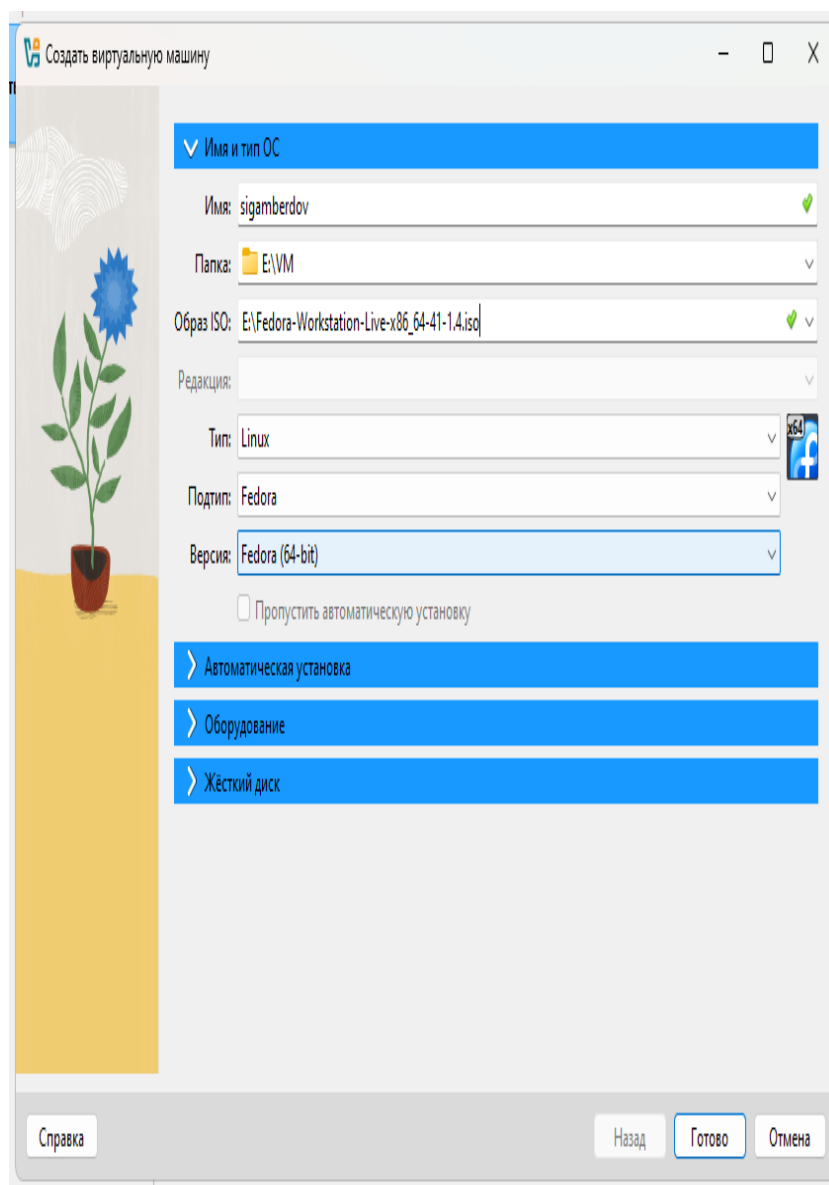 Создать виртуальную машину
Имя и тип ОС
Имя: sigamberdov
Папка: E:\VM
Образ ISO: E:\Fedora-Workstation-Live-x86_64-41-1.4.iso
Редакция:
Тип: Linux
x64
Подтип: Fedora
Версия: Fedora (64-bit)
Пропустить автоматическую установку
Автоматическая установка
Оборудование
Жёсткий диск
Справка Назад Готово Отмена